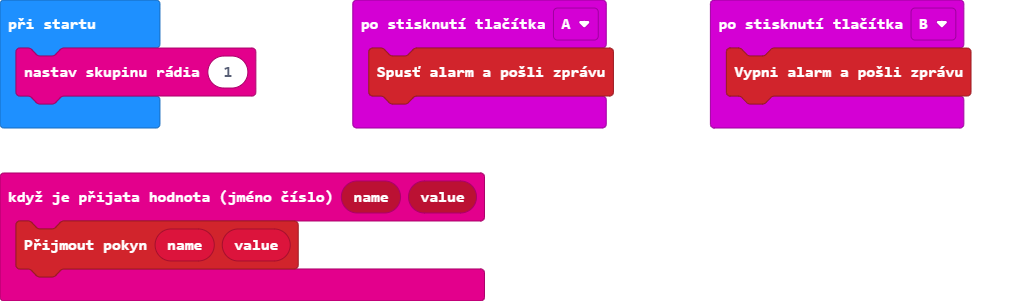 při startu
nastav skupinu rádia 1
po stisknutí tlačítka A
Spusť alarm a pošli zprávu
po stisknutí tlačítka B
Vypni alarm a pošli zprávu
když je přijata hodnota (jméno číslo) name value
Přijmout pokyn name value